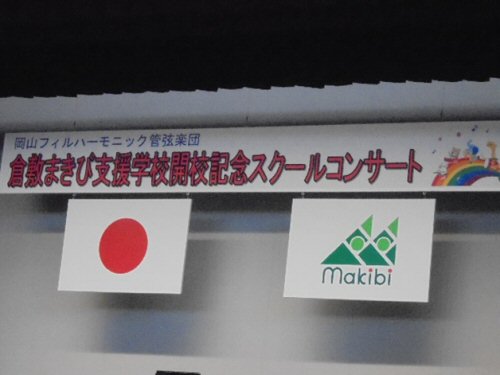 岡山フィルハーモニック管弦楽団
倉敷まきび支援学校開校記念スクールコンサート
makibi